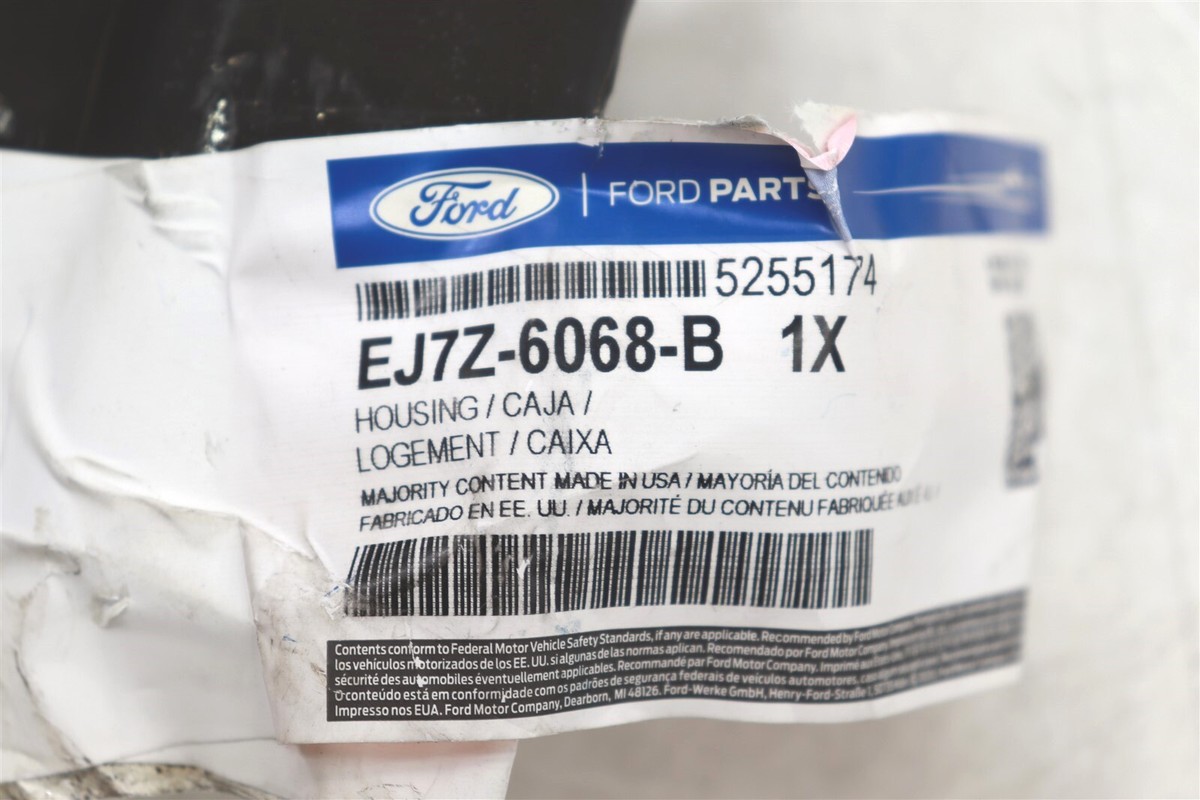 Ford | FORD PARTS
5255174
EJ7Z-6068-B 1X
HOUSING / CAJA /
LOGEMENT / CAIXA
MAJORITY CONTENT MADE IN USA / MAYORÍA DEL CONTENIDO
FABRICADO EN EE. UU. / MAJORITÉ DU CONTENU FABRIQUÉE
Contents conform to Federal Motor Vehicle Safety Standards, if any are applicable. Recommended by Ford
los vehículos motorizados de los EE. UU. si algunas de las normas aplican. Recomendado por Ford Motor
sécurité des automobiles éventuellement applicables. Recommandé par Ford Motor Company. Imprimé
O conteúdo está em conformidade com os padrões de segurança federais de veículos automotores,
Impresso nos EUA. Ford Motor Company, Dearborn, MI 48126. Ford-Werke GmbH, Henry-Ford-Straße